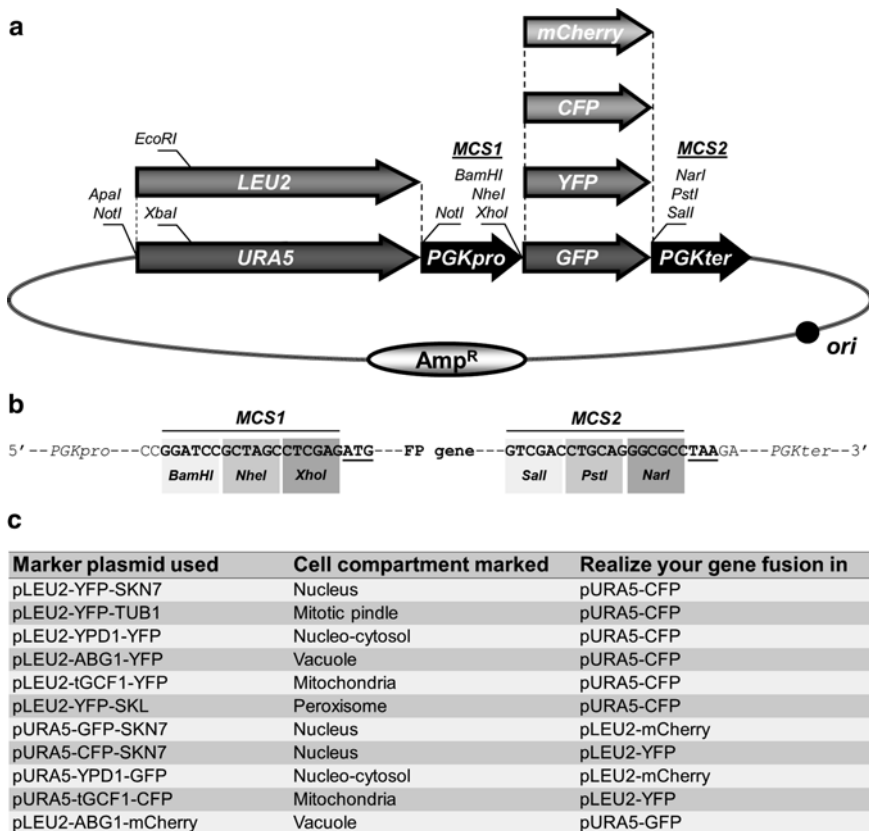 a
mCherry
CFP
EcoRI
MCS1
MCS2
BamHI
NarI
LEU2
NheI
YFP
PstI
ApaI
XhoI
SalI
NotI
XbaI
NotI
URA5
PGKpro
GFP
PGKter
AmpR
ori
b
MCS1
MCS2
5'---PGKpro---CCGGATCCGCTAGCCTCGAGATG---FP gene---GTCGACCTGCAGGGCGCCTAAGA---PGKter---3'
BamHI NheI XhoI SalI PstI NarI
c
Marker plasmid used Cell compartment marked Realize your gene fusion in
pLEU2-YFP-SKN7 Nucleus pURA5-CFP
pLEU2-YFP-TUB1 Mitotic pindle pURA5-CFP
pLEU2-YPD1-YFP Nucleo-cytosol pURA5-CFP
pLEU2-ABG1-YFP Vacuole pURA5-CFP
pLEU2-tGCF1-YFP Mitochondria pURA5-CFP
pLEU2-YFP-SKL Peroxisome pURA5-CFP
pURA5-GFP-SKN7 Nucleus pLEU2-mCherry
pURA5-CFP-SKN7 Nucleus pLEU2-YFP
pURA5-YPD1-GFP Nucleo-cytosol pLEU2-mCherry
pURA5-tGCF1-CFP Mitochondria pLEU2-YFP
pLEU2-ABG1-mCherry Vacuole pURA5-GFP